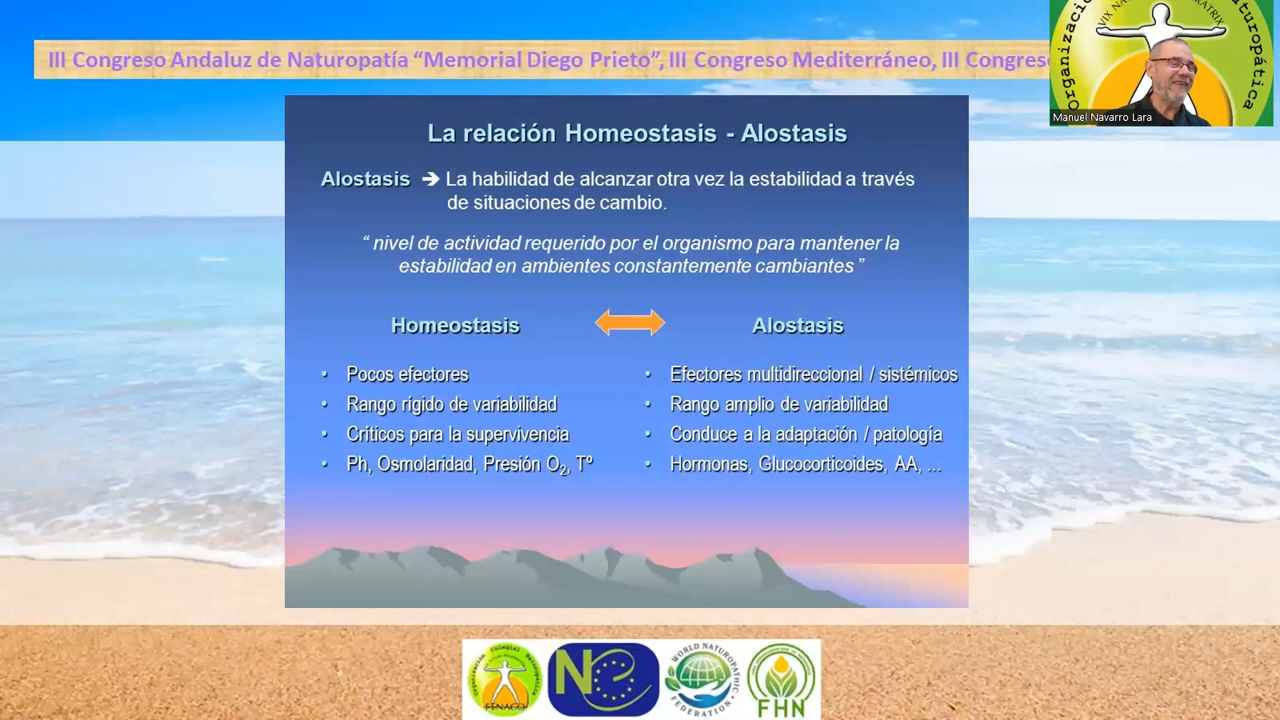 III Congreso Andaluz de Naturopatía “Memorial Diego Prieto”, III Congreso Mediterráneo, III Congreso
Manuel Navarro Lara
La relación Homeostasis - Alostasis
Alostasis ➔ La habilidad de alcanzar otra vez la estabilidad a través
de situaciones de cambio.
“ nivel de actividad requerido por el organismo para mantener la
estabilidad en ambientes constantemente cambiantes ”
Homeostasis
• Pocos efectores
• Rango rígido de variabilidad
• Críticos para la supervivencia
• Ph, Osmolaridad, Presión O₂, Tº
Alostasis
• Efectores multidireccional / sistémicos
• Rango amplio de variabilidad
• Conduce a la adaptación / patología
• Hormonas, Glucocorticoides, AA, ...
Organización Colegial Naturopática
FENACO
Ne
WORLD NATUROPATHIC
FEDERATION
FHN